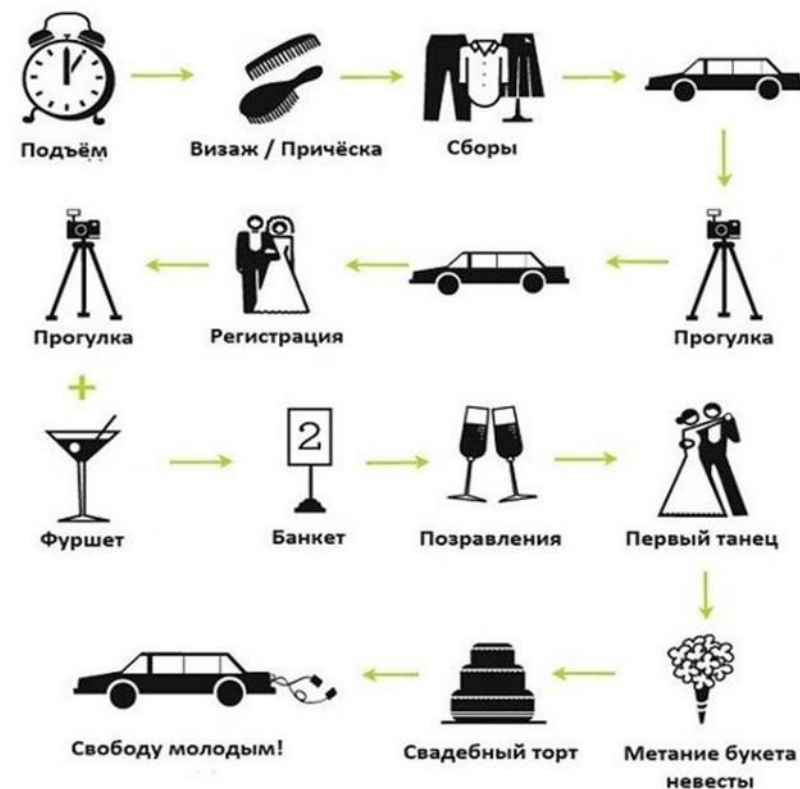 Подъём
Визаж / Причёска
Сборы
Прогулка
Регистрация
Прогулка
2
Фуршет
Банкет
Позравления
Первый танец
Свободу молодым!
Свадебный торт
Метание букета
невесты